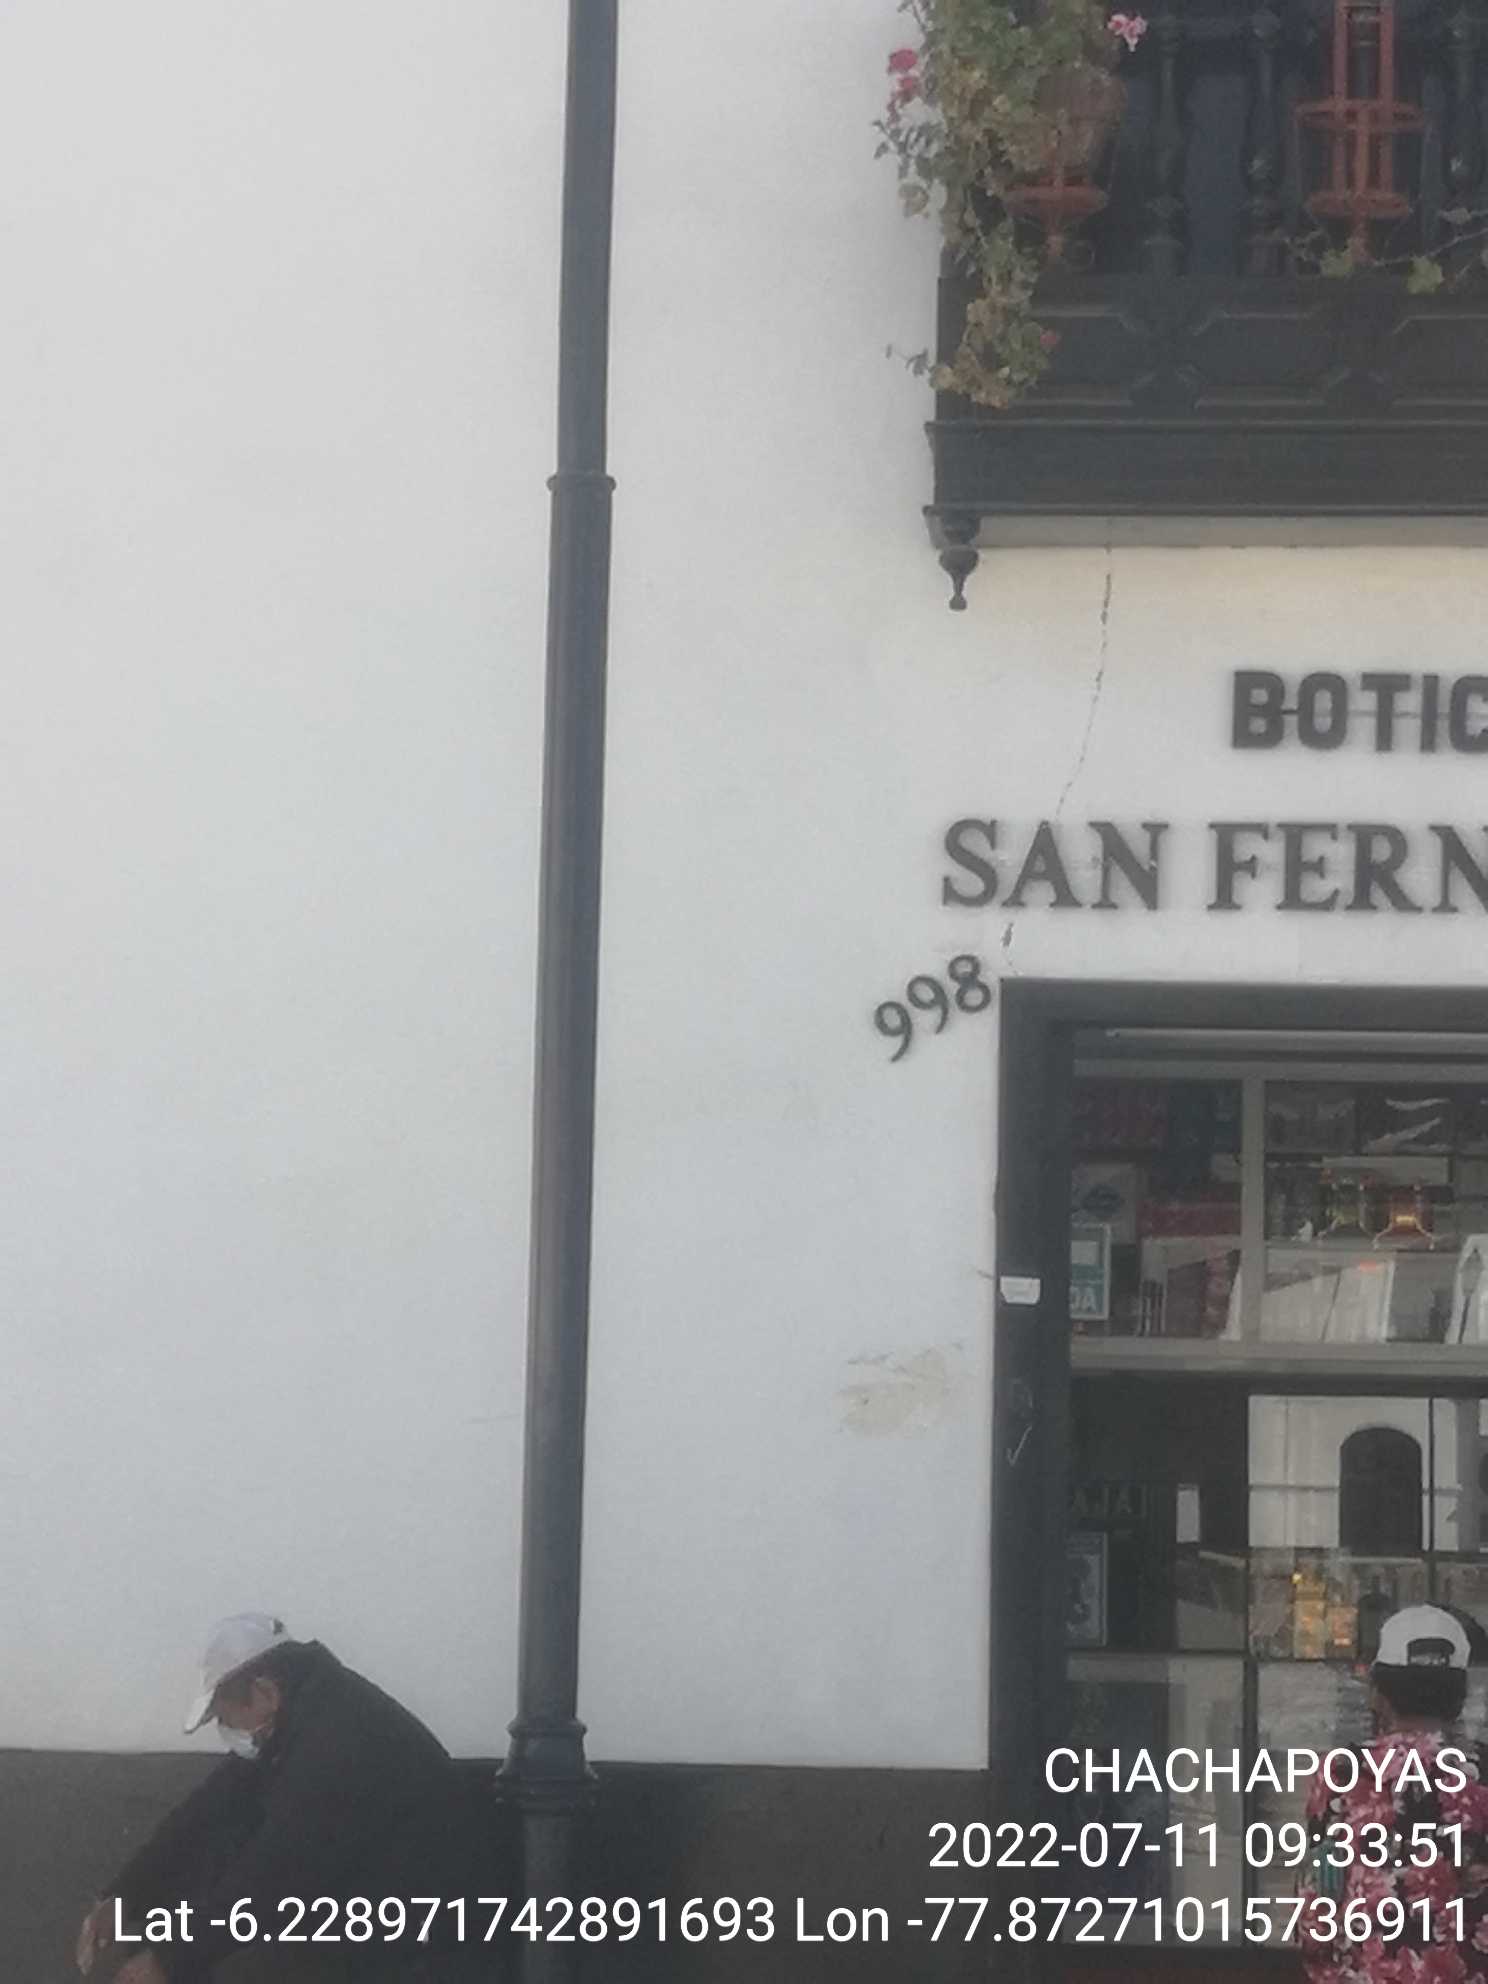 BOTIC
SAN FERN
998
CHACHAPOYAS
2022-07-11 09:33:51
Lat -6.228971742891693 Lon -77.87271015736911